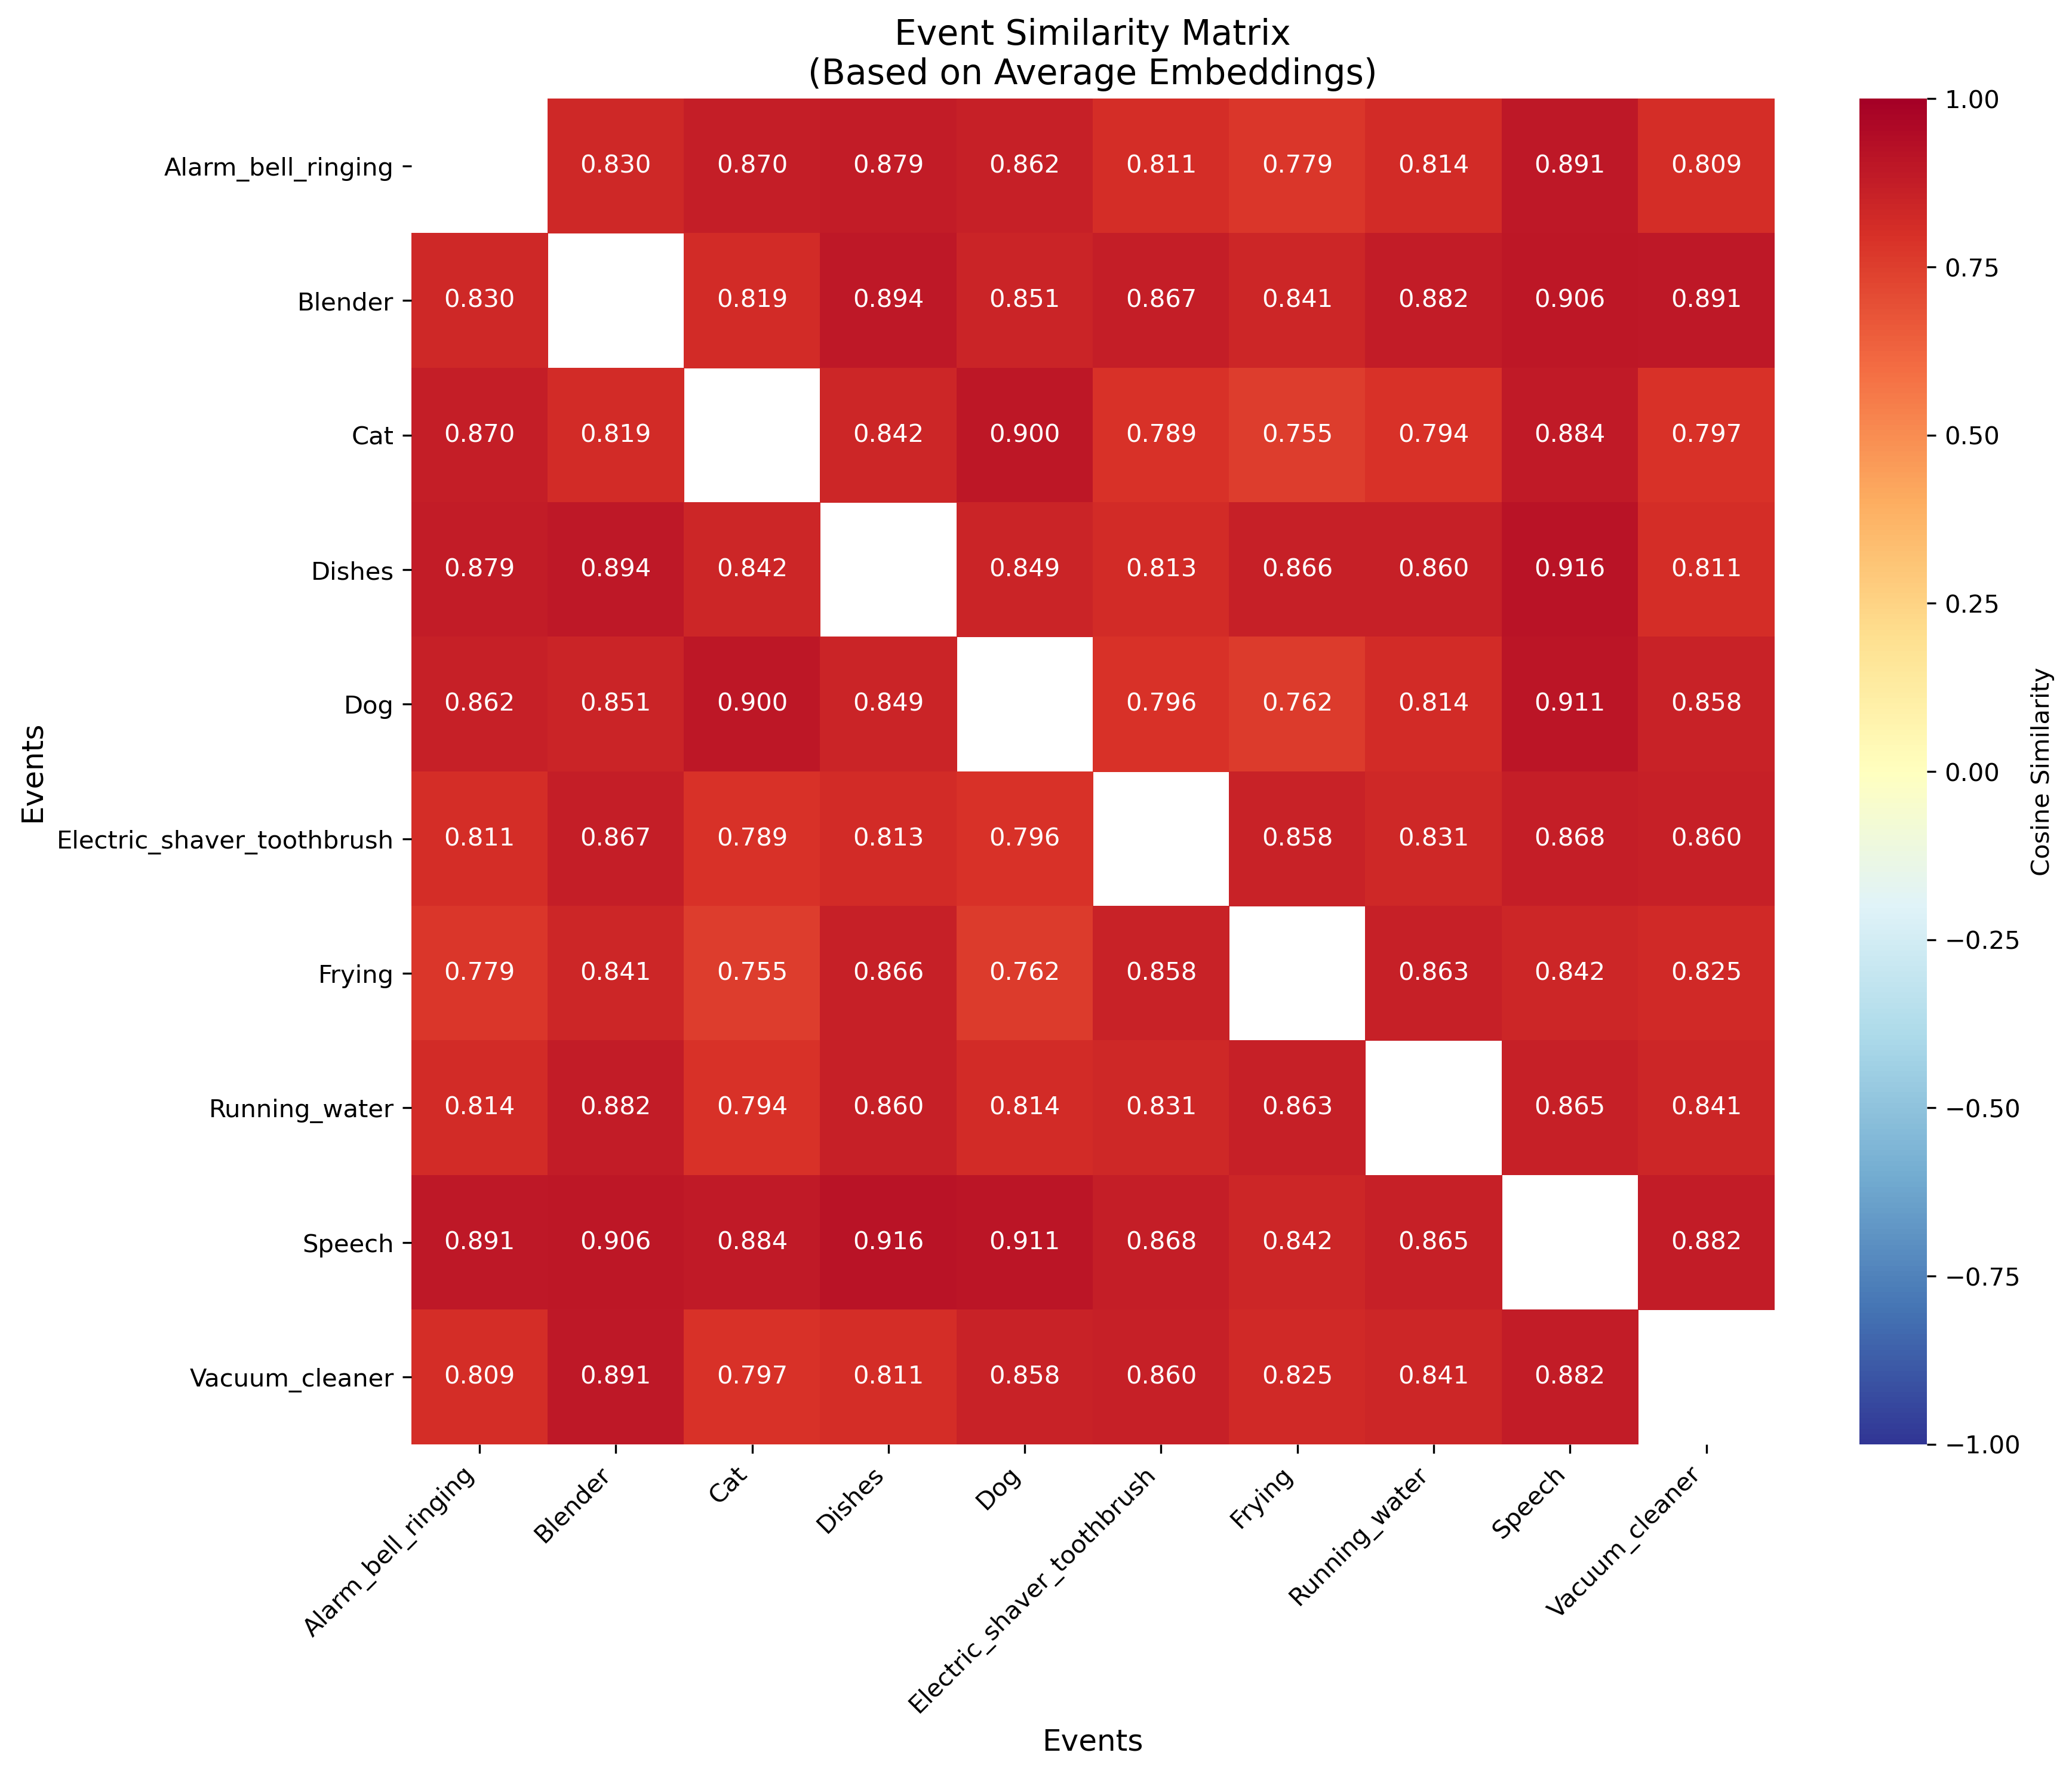 Event Similarity Matrix
(Based on Average Embeddings)
Alarm_bell_ringing 0.830 0.870 0.879 0.862 0.811 0.779 0.814 0.891 0.809
Blender 0.830 0.819 0.894 0.851 0.867 0.841 0.882 0.906 0.891
Cat 0.870 0.819 0.842 0.900 0.789 0.755 0.794 0.884 0.797
Dishes 0.879 0.894 0.842 0.849 0.813 0.866 0.860 0.916 0.811
Dog 0.862 0.851 0.900 0.849 0.796 0.762 0.814 0.911 0.858
Electric_shaver_toothbrush 0.811 0.867 0.789 0.813 0.796 0.858 0.831 0.868 0.860
Frying 0.779 0.841 0.755 0.866 0.762 0.858 0.863 0.842 0.825
Running_water 0.814 0.882 0.794 0.860 0.814 0.831 0.863 0.865 0.841
Speech 0.891 0.906 0.884 0.916 0.911 0.868 0.842 0.865 0.882
Vacuum_cleaner 0.809 0.891 0.797 0.811 0.858 0.860 0.825 0.841 0.882
Events
Alarm_bell_ringing
Blender
Cat
Dishes
Dog
Electric_shaver_toothbrush
Frying
Running_water
Speech
Vacuum_cleaner
Events
1.00
0.75
0.50
0.25
0.00
−0.25
−0.50
−0.75
−1.00
Cosine Similarity